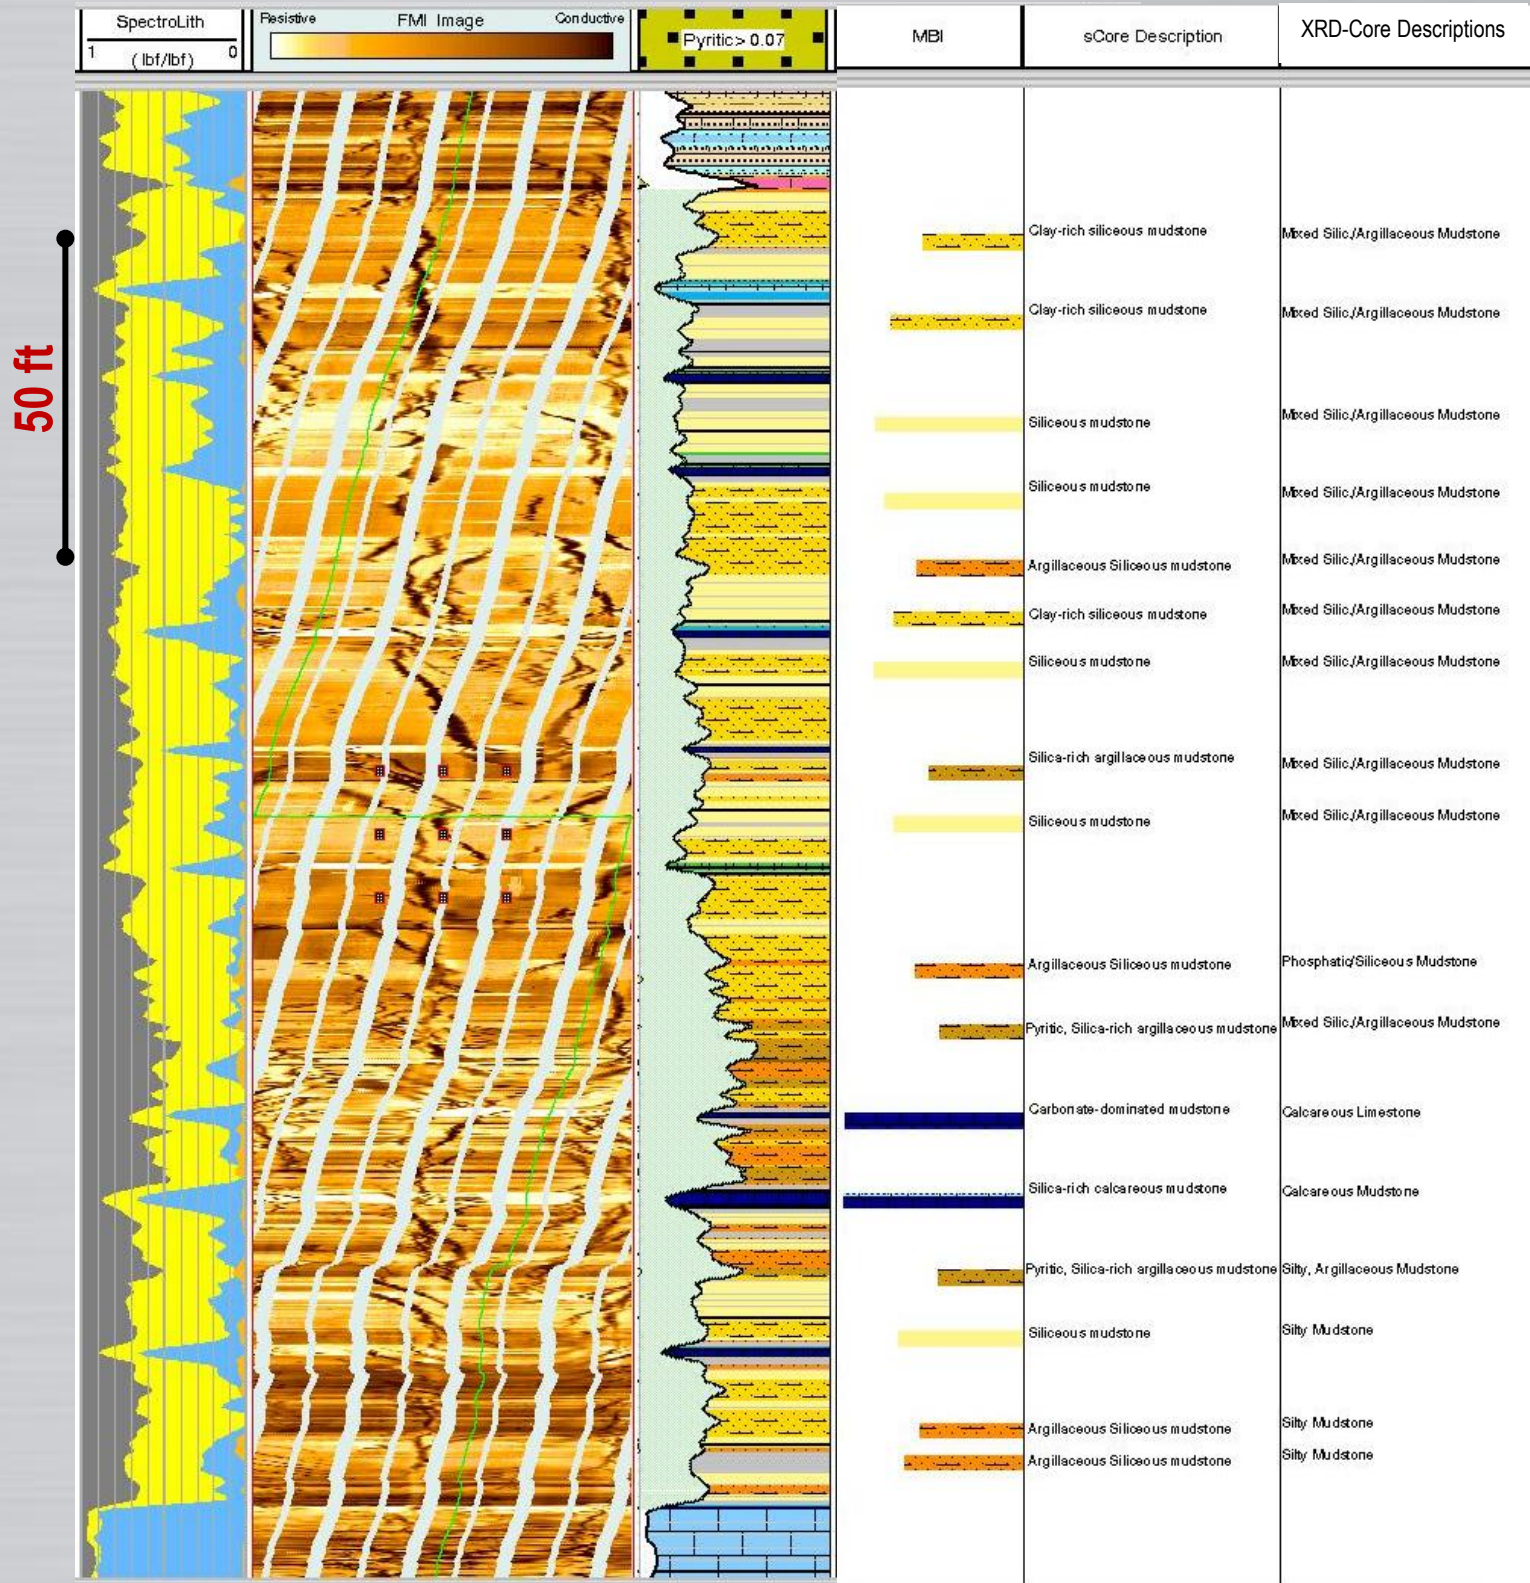 SpectroLith
1 (lbf/lbf) 0
Resistive FMI Image Conductive
Pyritic> 0.07
MBI
sCore Description
XRD-Core Descriptions
50 ft
Clay-rich siliceous mudstone Mixed Silic./Argillaceous Mudstone
Clay-rich siliceous mudstone Mixed Silic./Argillaceous Mudstone
Siliceous mudstone Mixed Silic./Argillaceous Mudstone
Siliceous mudstone Mixed Silic./Argillaceous Mudstone
Argillaceous Siliceous mudstone Mixed Silic./Argillaceous Mudstone
Clay-rich siliceous mudstone Mixed Silic./Argillaceous Mudstone
Siliceous mudstone Mixed Silic./Argillaceous Mudstone
Silica-rich argillaceous mudstone Mixed Silic./Argillaceous Mudstone
Siliceous mudstone Mixed Silic./Argillaceous Mudstone
Argillaceous Siliceous mudstone Phosphatic/Siliceous Mudstone
Pyritic, Silica-rich argillaceous mudstone Mixed Silic./Argillaceous Mudstone
Carbonate-dominated mudstone Calcareous Limestone
Silica-rich calcareous mudstone Calcareous Mudstone
Pyritic, Silica-rich argillaceous mudstone Silty, Argillaceous Mudstone
Siliceous mudstone Silty Mudstone
Argillaceous Siliceous mudstone Silty Mudstone
Argillaceous Siliceous mudstone Silty Mudstone